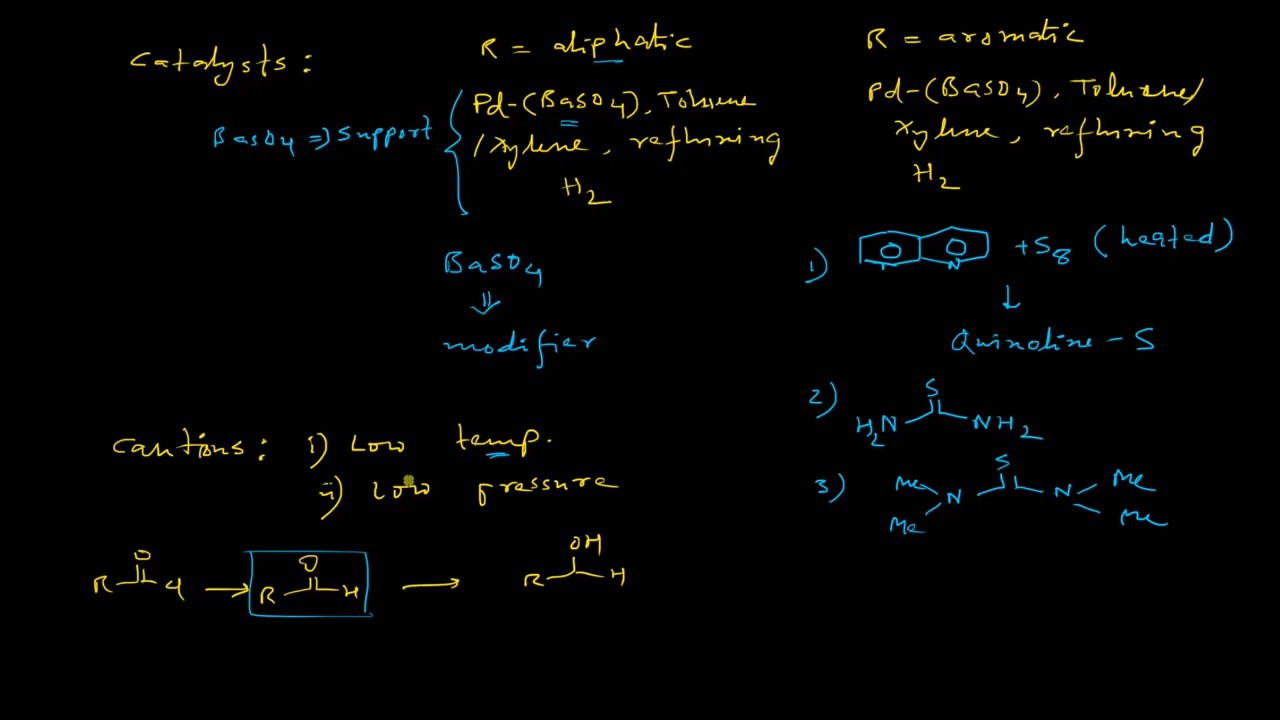 Catalysts :
R = aliphatic
Pd-(BaSO4), Toluene
/Xylene, refluxing
H2
BaSO4 ⇒ Support
BaSO4
⇓
modifier
R = aromatic
Pd-(BaSO4), Toluene/
Xylene, refluxing
H2
1) N + S8 (heated)
↓
Quinoline - S
2) H2N S NH2
3) Me Me N S N Me Me
Cautions : i) Low temp.
ii) Low pressure
R O Cl → R O H → R OH H